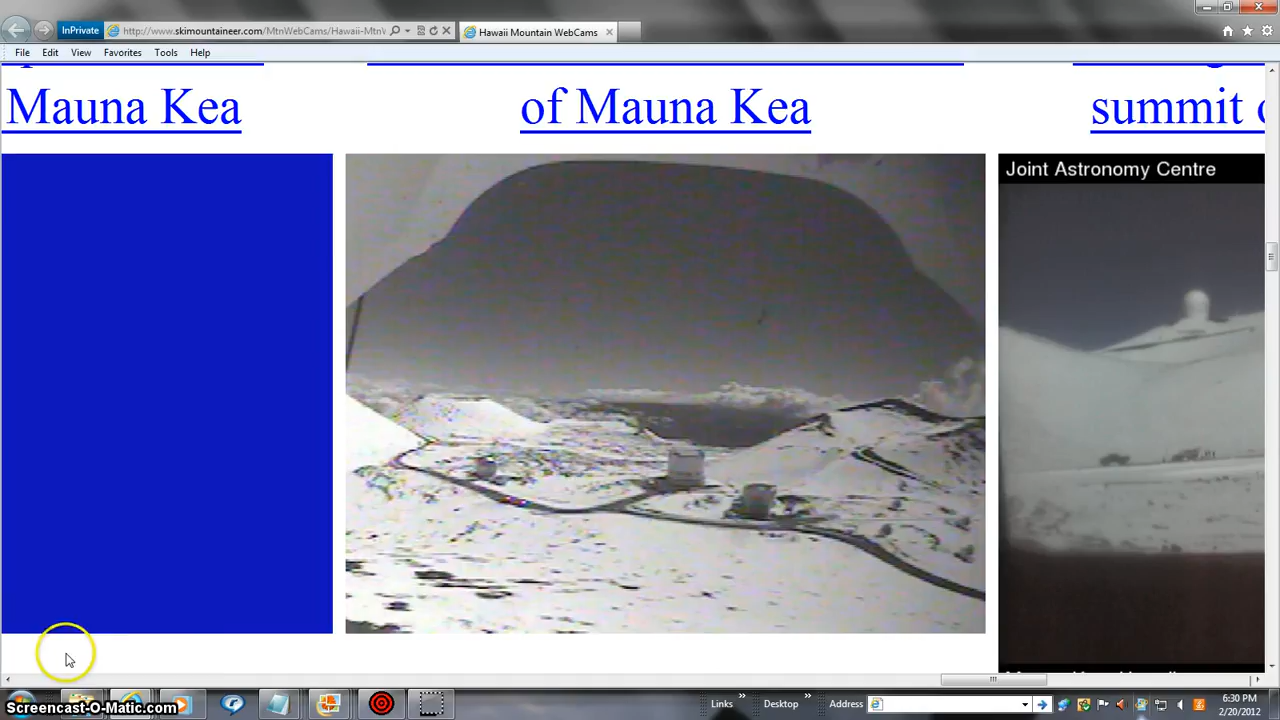 InPrivate
http://www.skimountaineer.com/MtnWebCams/Hawaii-MtnW
Hawaii Mountain WebCams
File Edit View Favorites Tools Help
Mauna Kea
of Mauna Kea
summit
Joint Astronomy Centre
Screencast-O-Matic.com
Links
Desktop
Address
6:30 PM
2/20/2012